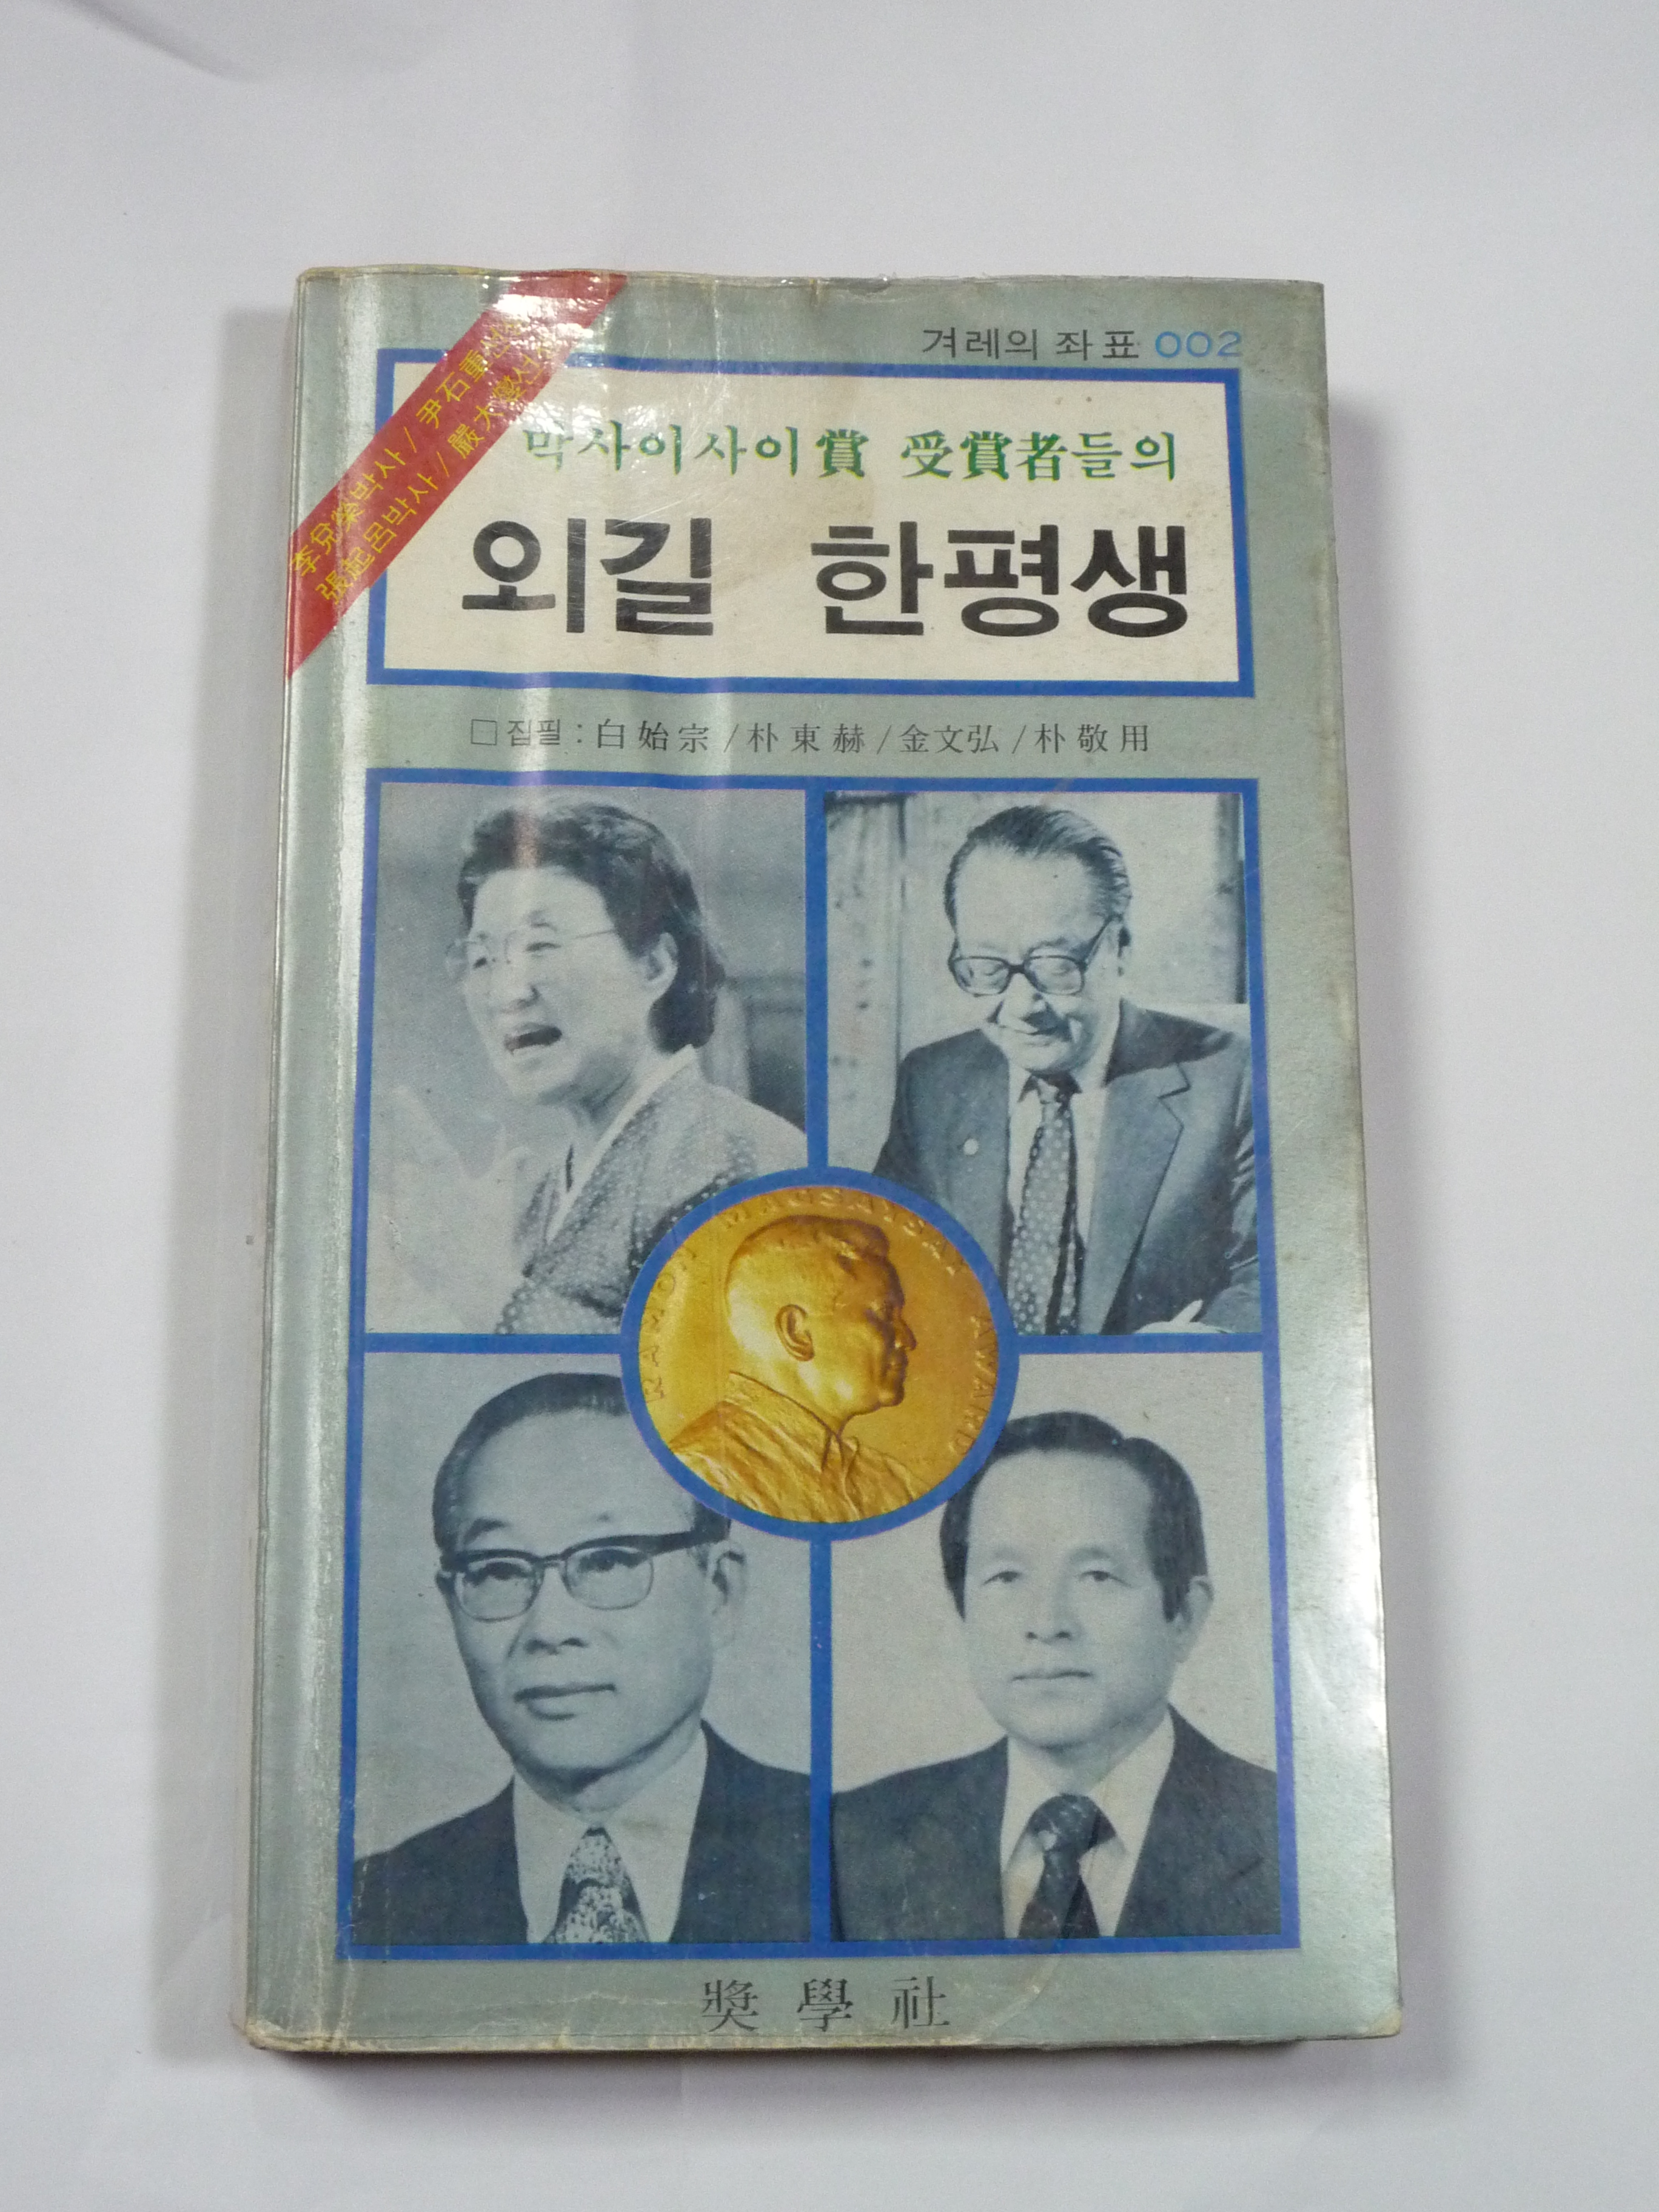 겨레의 좌표 002
李兌榮박사 / 尹石重선생
張起呂박사 / 嚴大燮선생
막사이사이賞 受賞者들의
외길 한평생
□집필 : 白始宗 / 朴東赫 / 金文弘 / 朴敬用
RAMON MAGSAYSAY AWARD
奬學社